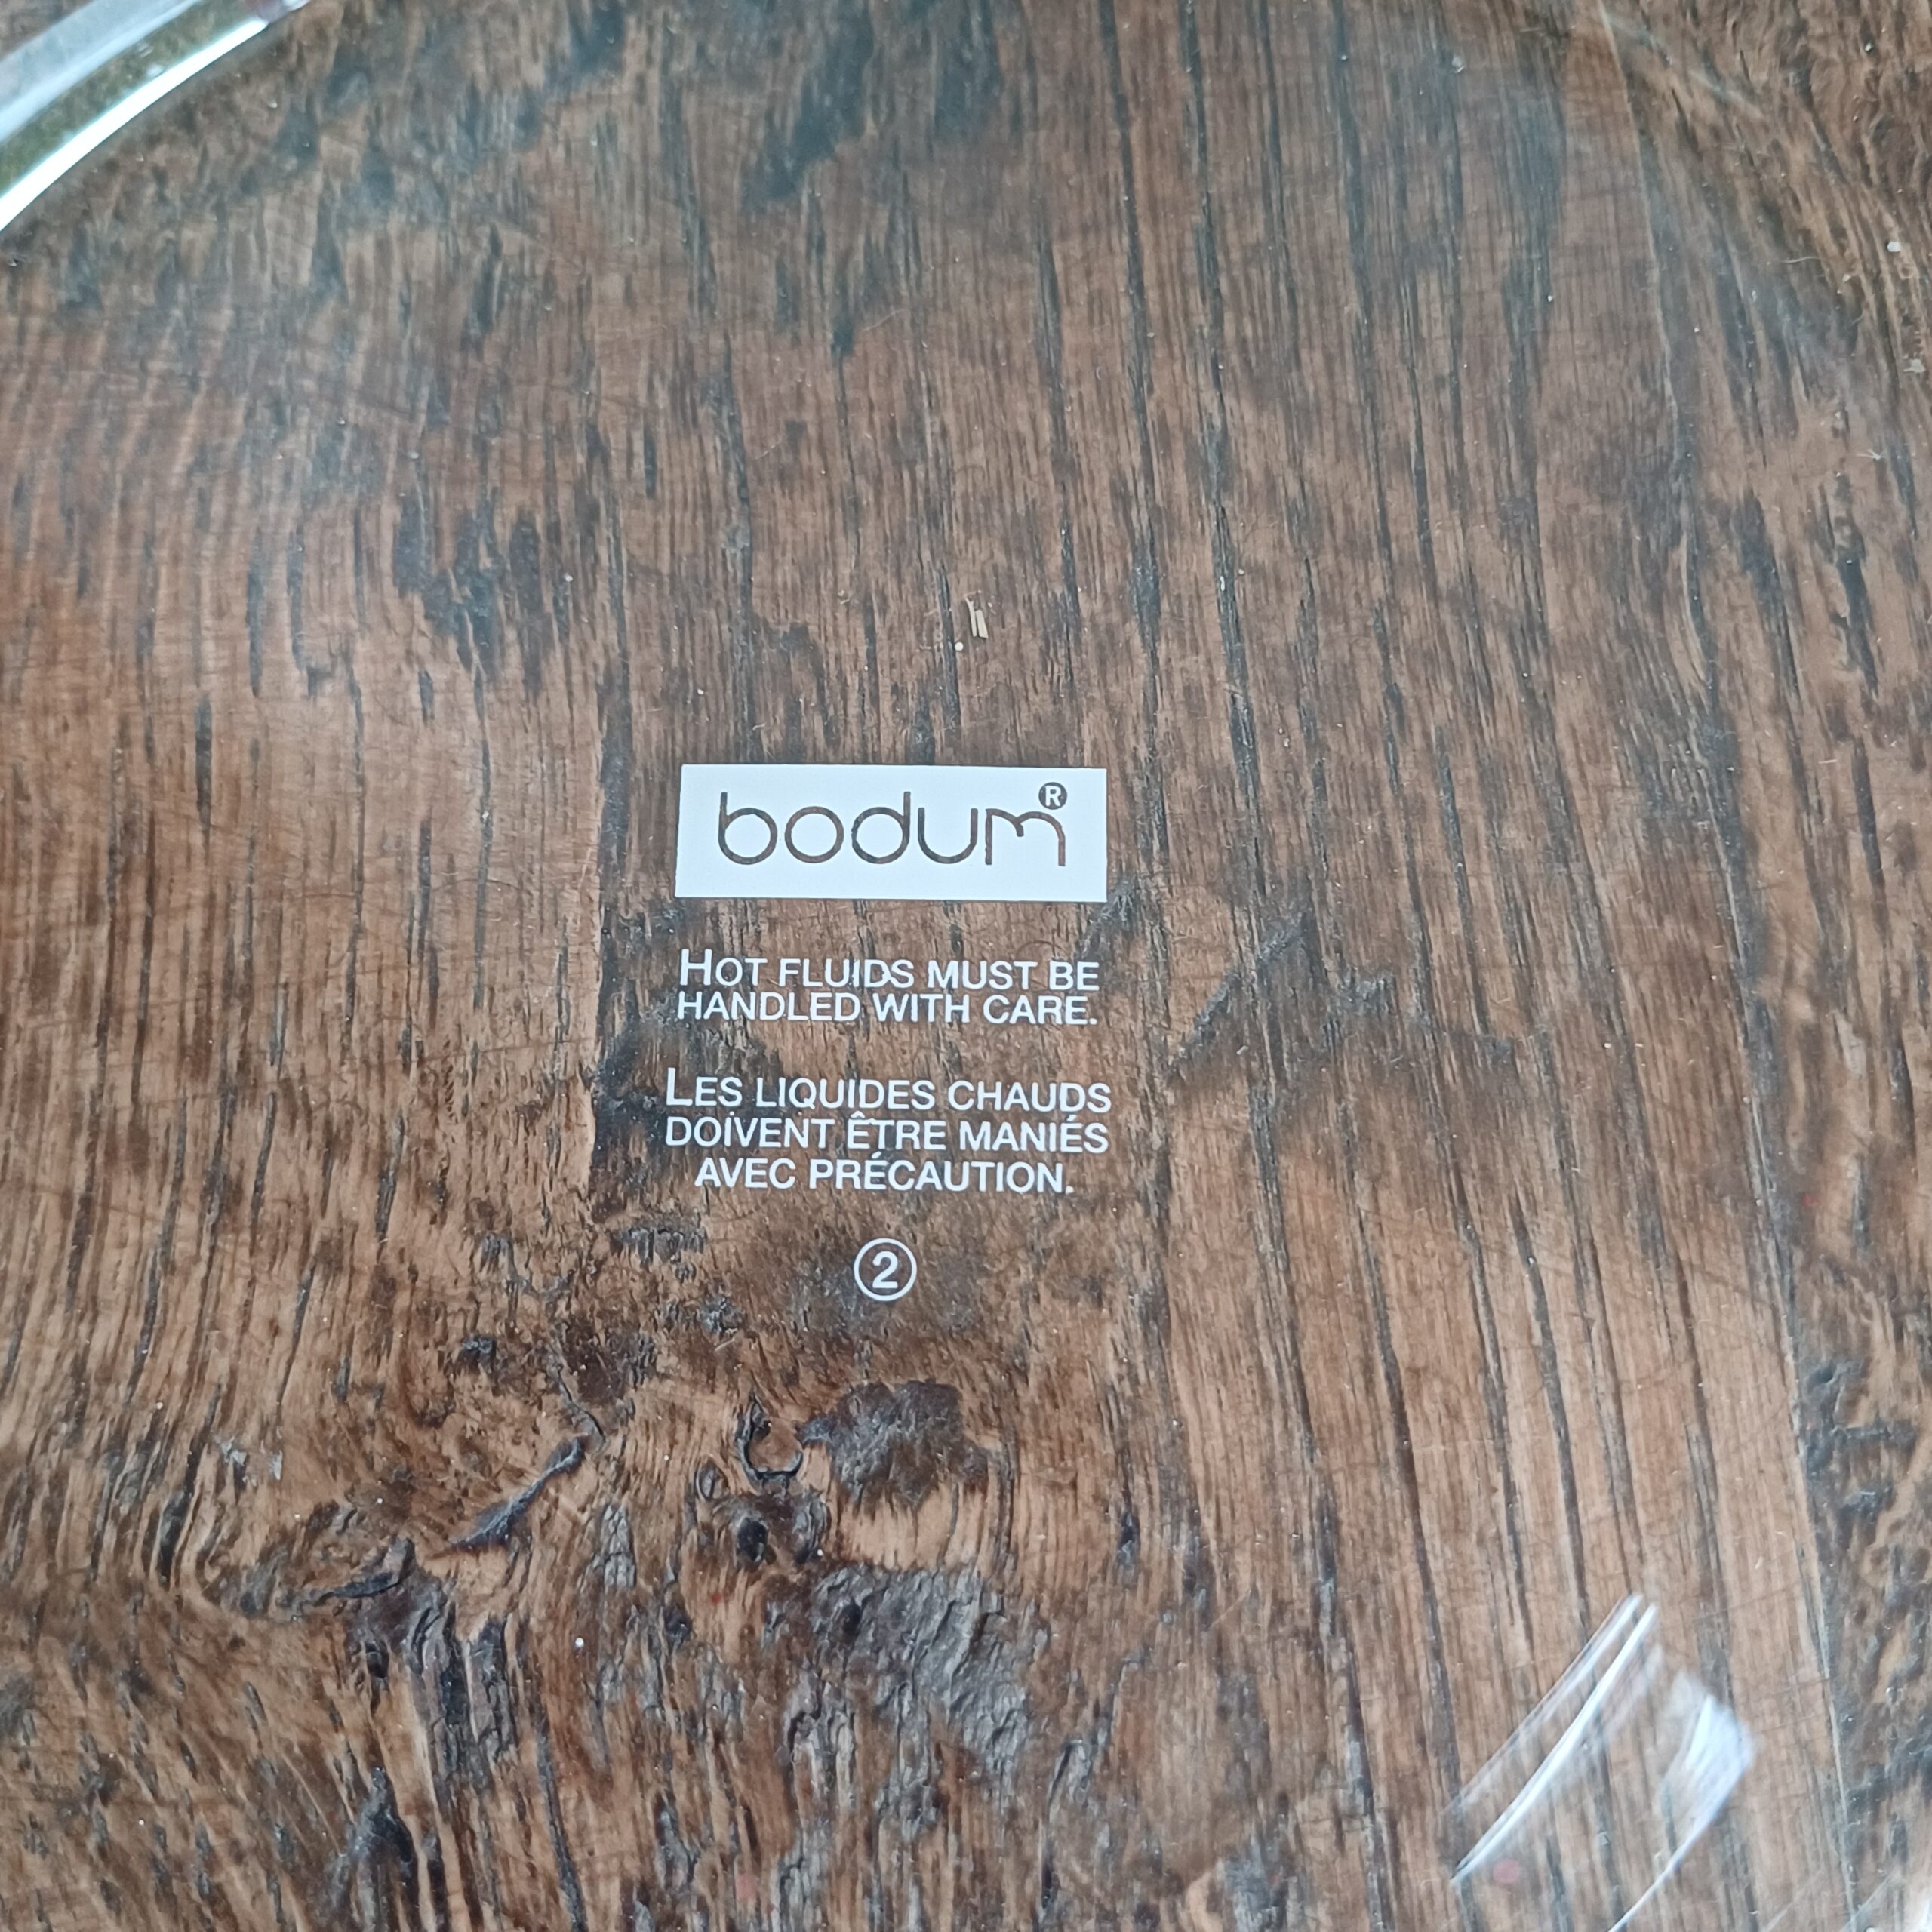 bodum®
HOT FLUIDS MUST BE
HANDLED WITH CARE.
LES LIQUIDES CHAUDS
DOIVENT ÊTRE MANIÉS
AVEC PRÉCAUTION.
②